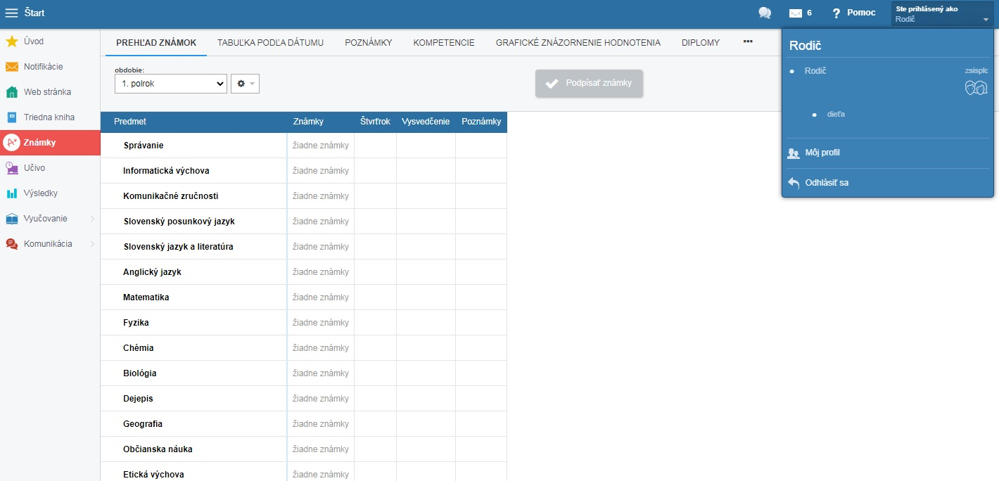 Štart
6
Pomoc
Ste prihlásený ako
Rodič
Úvod
Notifikácie
Web stránka
Triedna kniha
Známky
Učivo
Výsledky
Vyučovanie
Komunikácia
PREHĽAD ZNÁMOK TABUĽKA PODĽA DÁTUMU POZNÁMKY KOMPETENCIE GRAFICKÉ ZNÁZORNENIE HODNOTENIA DIPLOMY
obdobie:
1. polrok
Podpísať známky
Rodič
Rodič zsisplc
dieťa
Môj profil
Odhlásiť sa
Predmet Známky Štvrťrok Vysvedčenie Poznámky
Správanie žiadne známky
Informatická výchova žiadne známky
Komunikačné zručnosti žiadne známky
Slovenský posunkový jazyk žiadne známky
Slovenský jazyk a literatúra žiadne známky
Anglický jazyk žiadne známky
Matematika žiadne známky
Fyzika žiadne známky
Chémia žiadne známky
Biológia žiadne známky
Dejepis žiadne známky
Geografia žiadne známky
Občianska náuka žiadne známky
Etická výchova žiadne známky